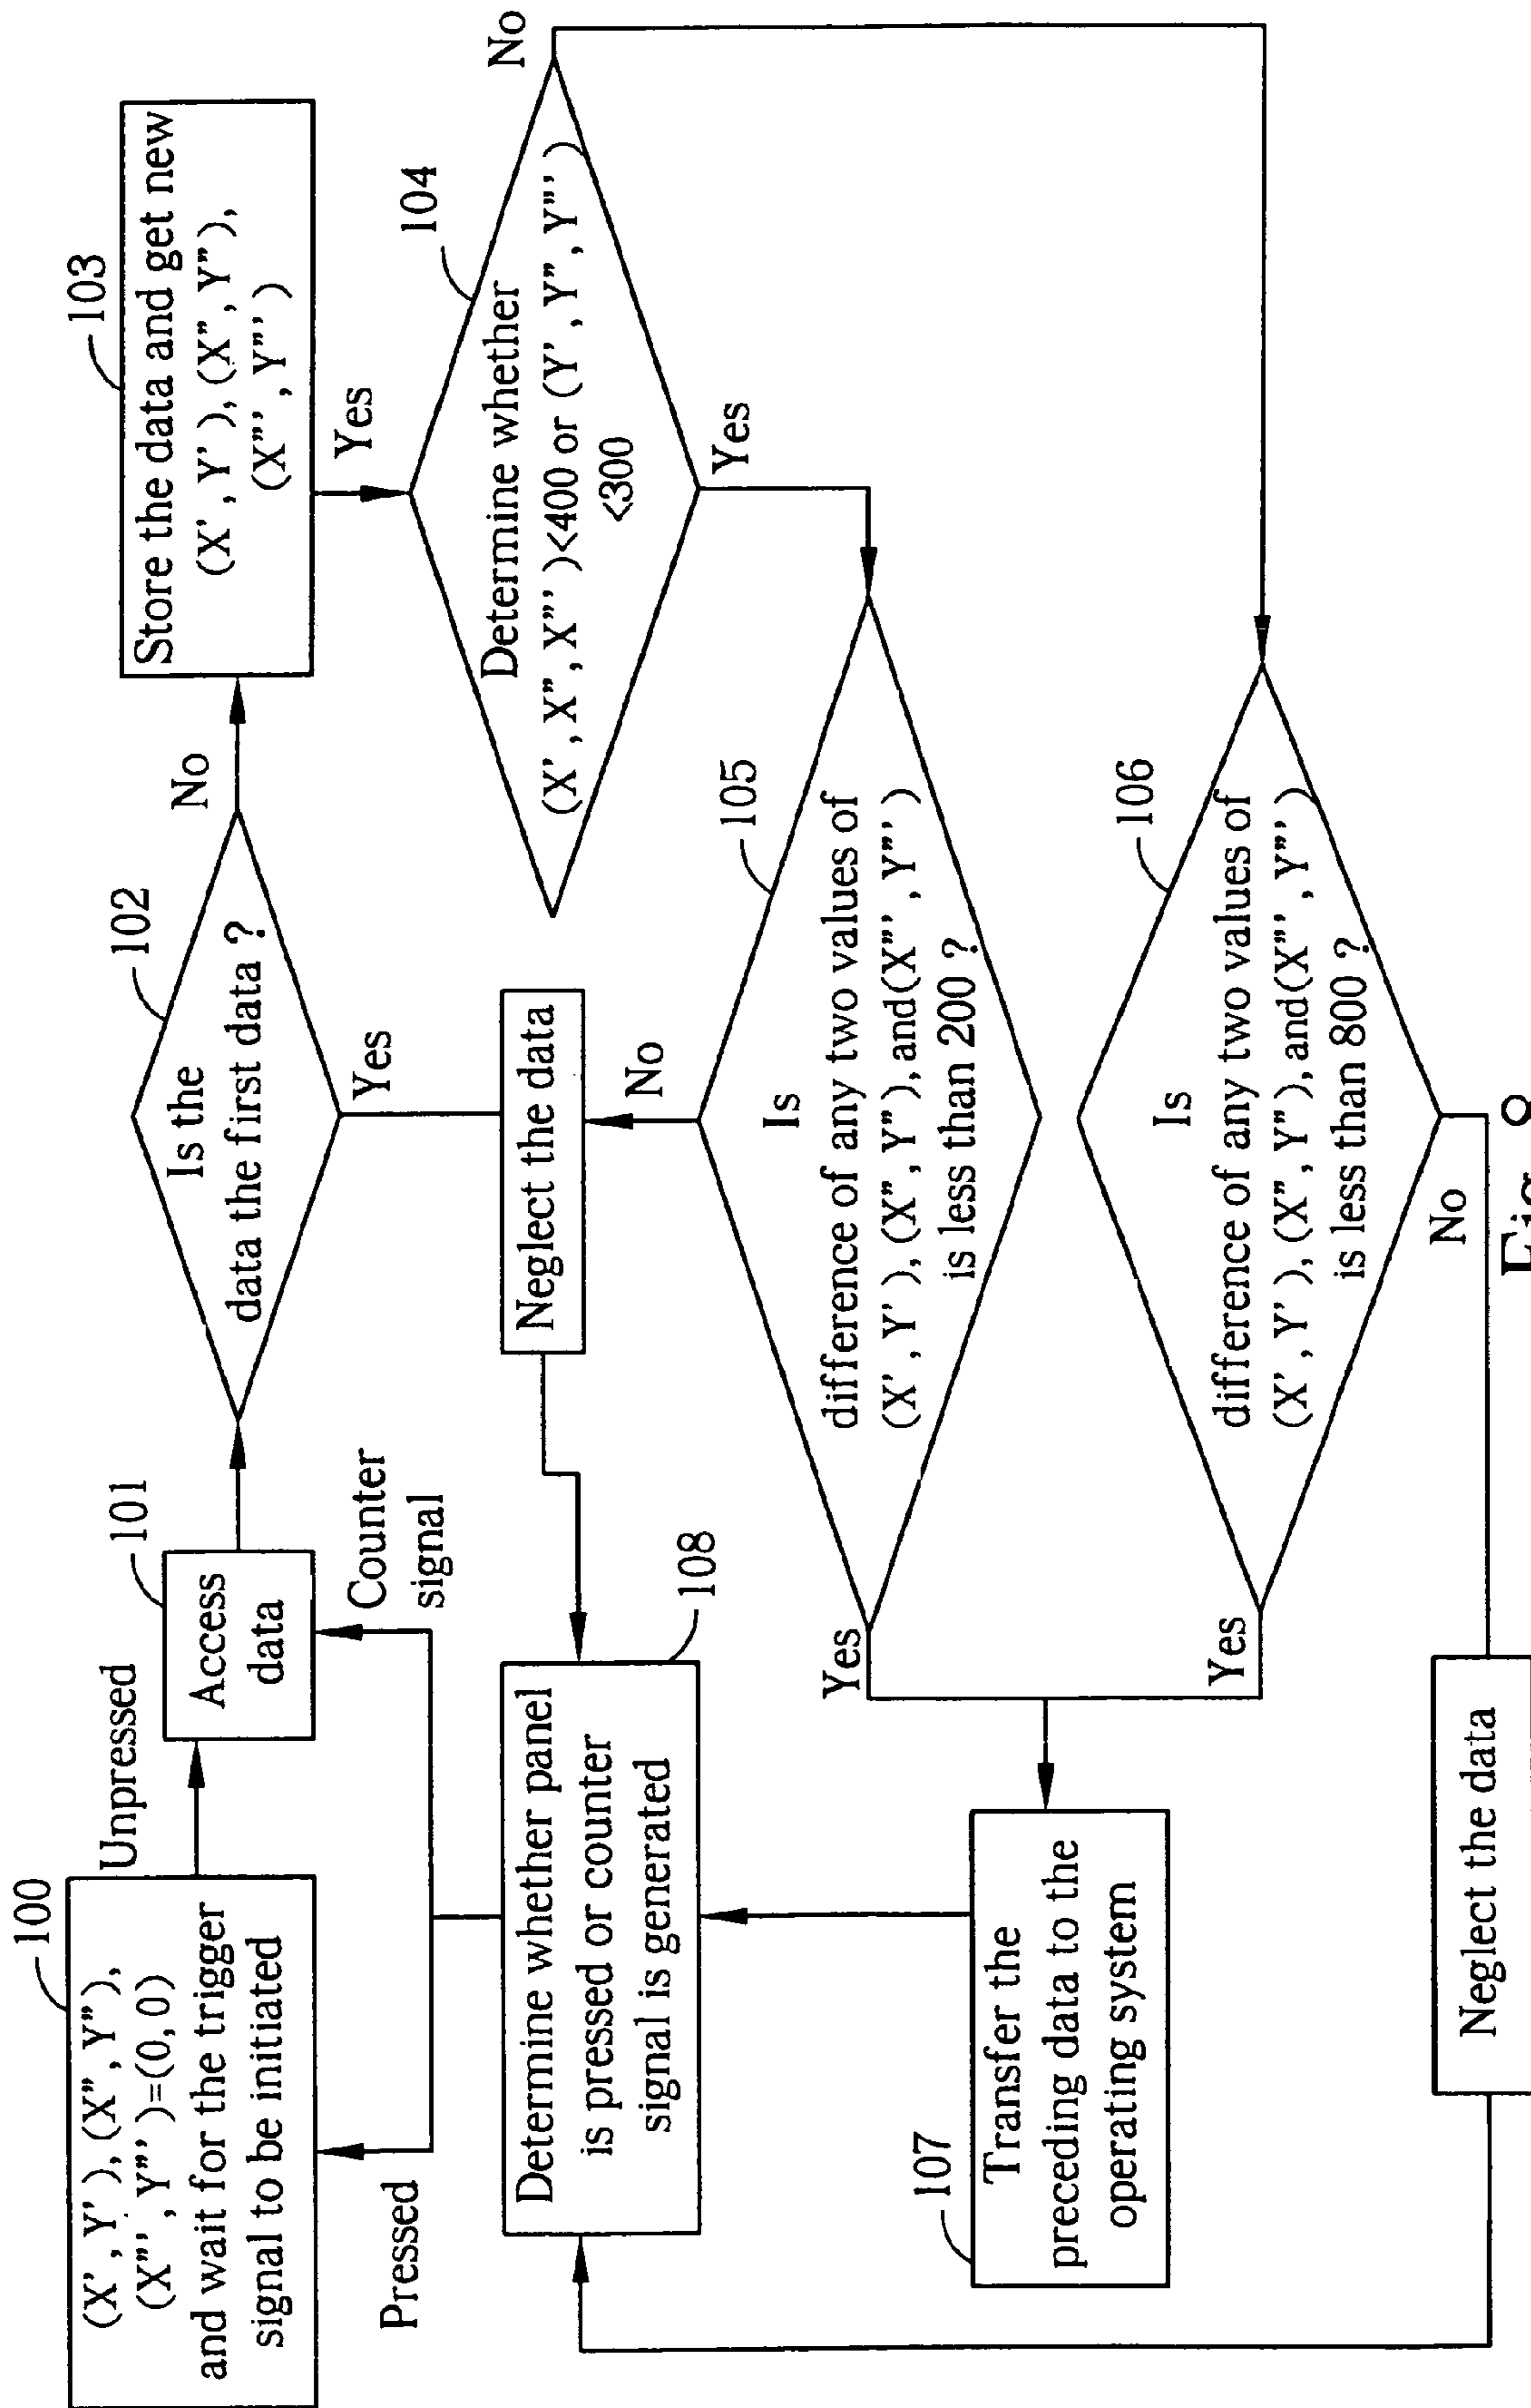 100
(X', Y'), (X", Y"),
(X"', Y"')=(0,0)
and wait for the trigger
signal to be initiated
Unpressed
101
Access
data
102
Is the
data the first data ?
No
Yes
103
Store the data and get new
(X', Y'), (X", Y"),
(X"', Y"')
Yes
104
Determine whether
(X', X", X"')<400 or (Y', Y", Y"')
<300
No
Yes
Pressed
Counter
signal
Neglect the data
108
Determine whether panel
is pressed or counter
signal is generated
No
105
Is
difference of any two values of
(X', Y'), (X", Y"), and(X"', Y"')
is less than 200 ?
Yes
107
Transfer the
preceding data to the
operating system
106
Is
difference of any two values of
(X', Y'), (X", Y"), and(X"', Y"')
is less than 800 ?
Yes
No
Neglect the data
Fig. 8